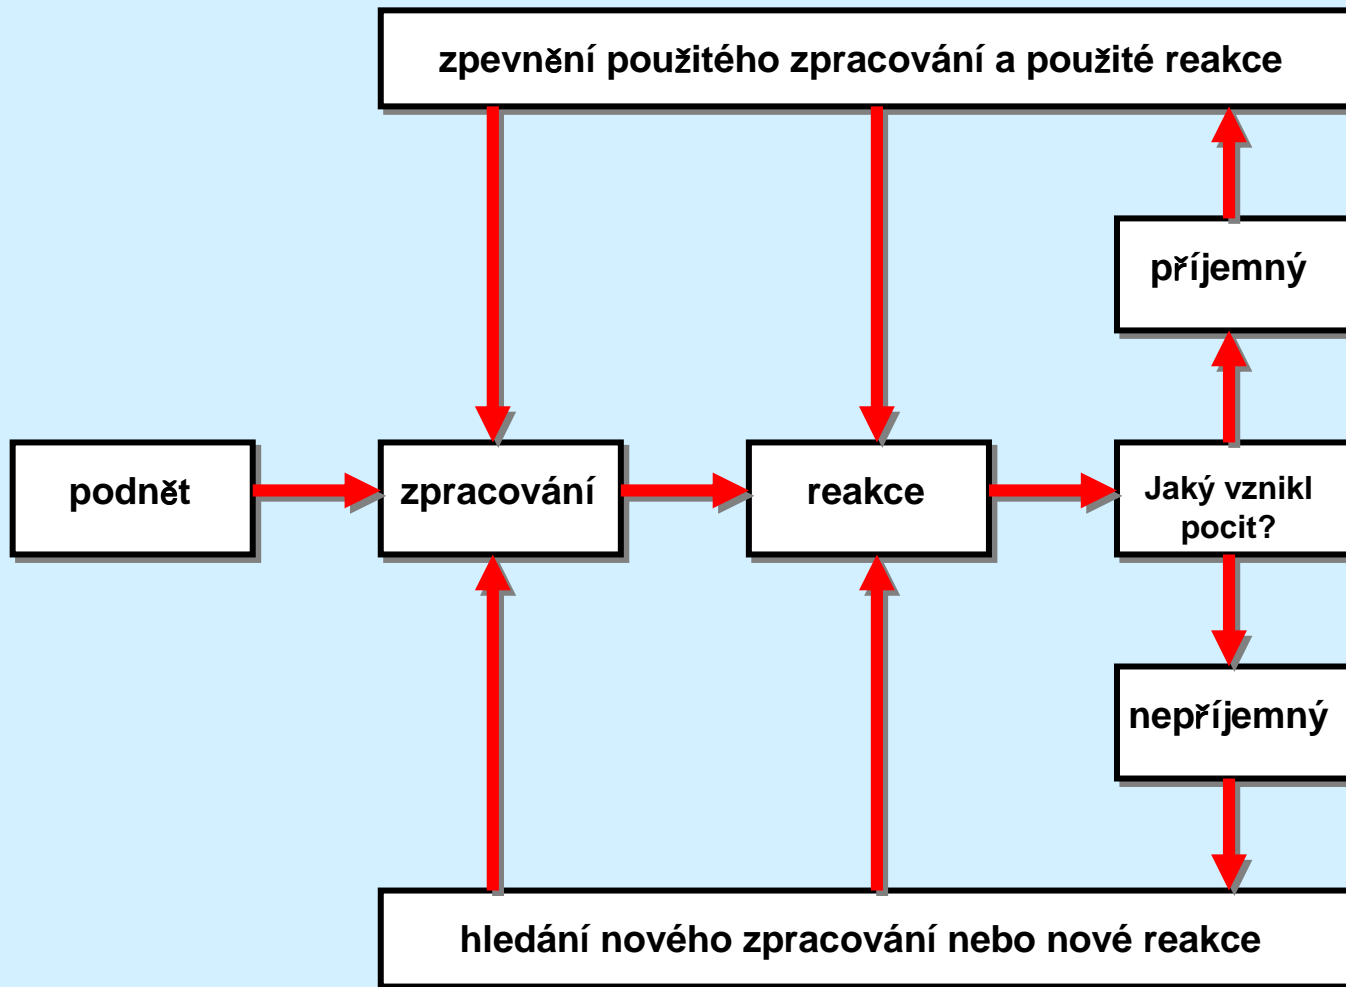 zpevnění použitého zpracování a použité reakce
příjemný
podnět
zpracování
reakce
Jaký vznikl
pocit?
nepříjemný
hledání nového zpracování nebo nové reakce